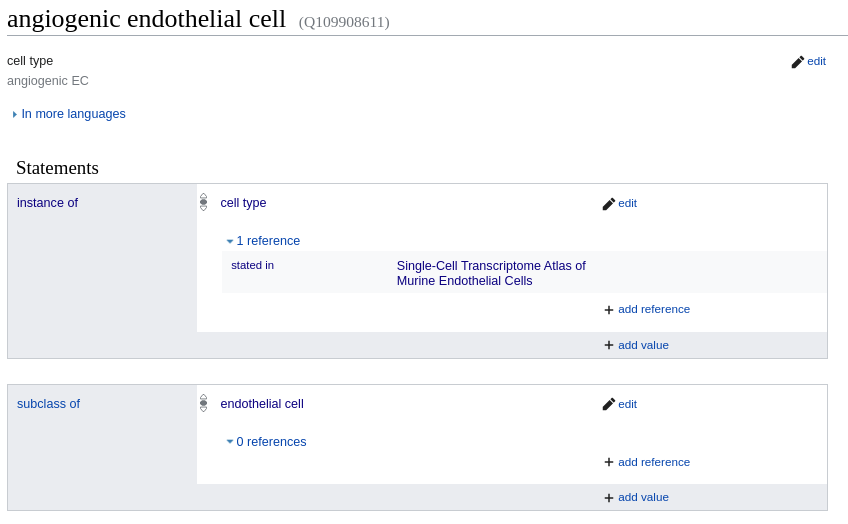 angiogenic endothelial cell (Q109908611)
cell type
edit
angiogenic EC
In more languages
Statements
instance of
cell type
edit
1 reference
stated in
Single-Cell Transcriptome Atlas of
Murine Endothelial Cells
+ add reference
+ add value
subclass of
endothelial cell
edit
0 references
+ add reference
+ add value